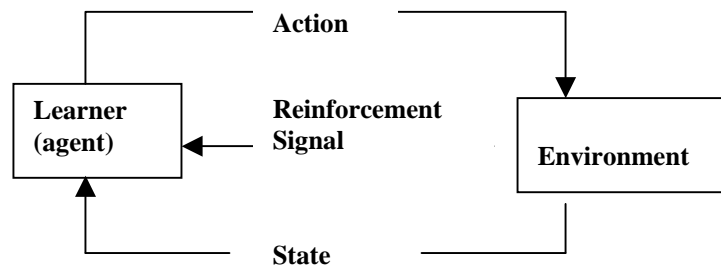 Action
Learner
(agent)
Reinforcement
Signal
Environment
State